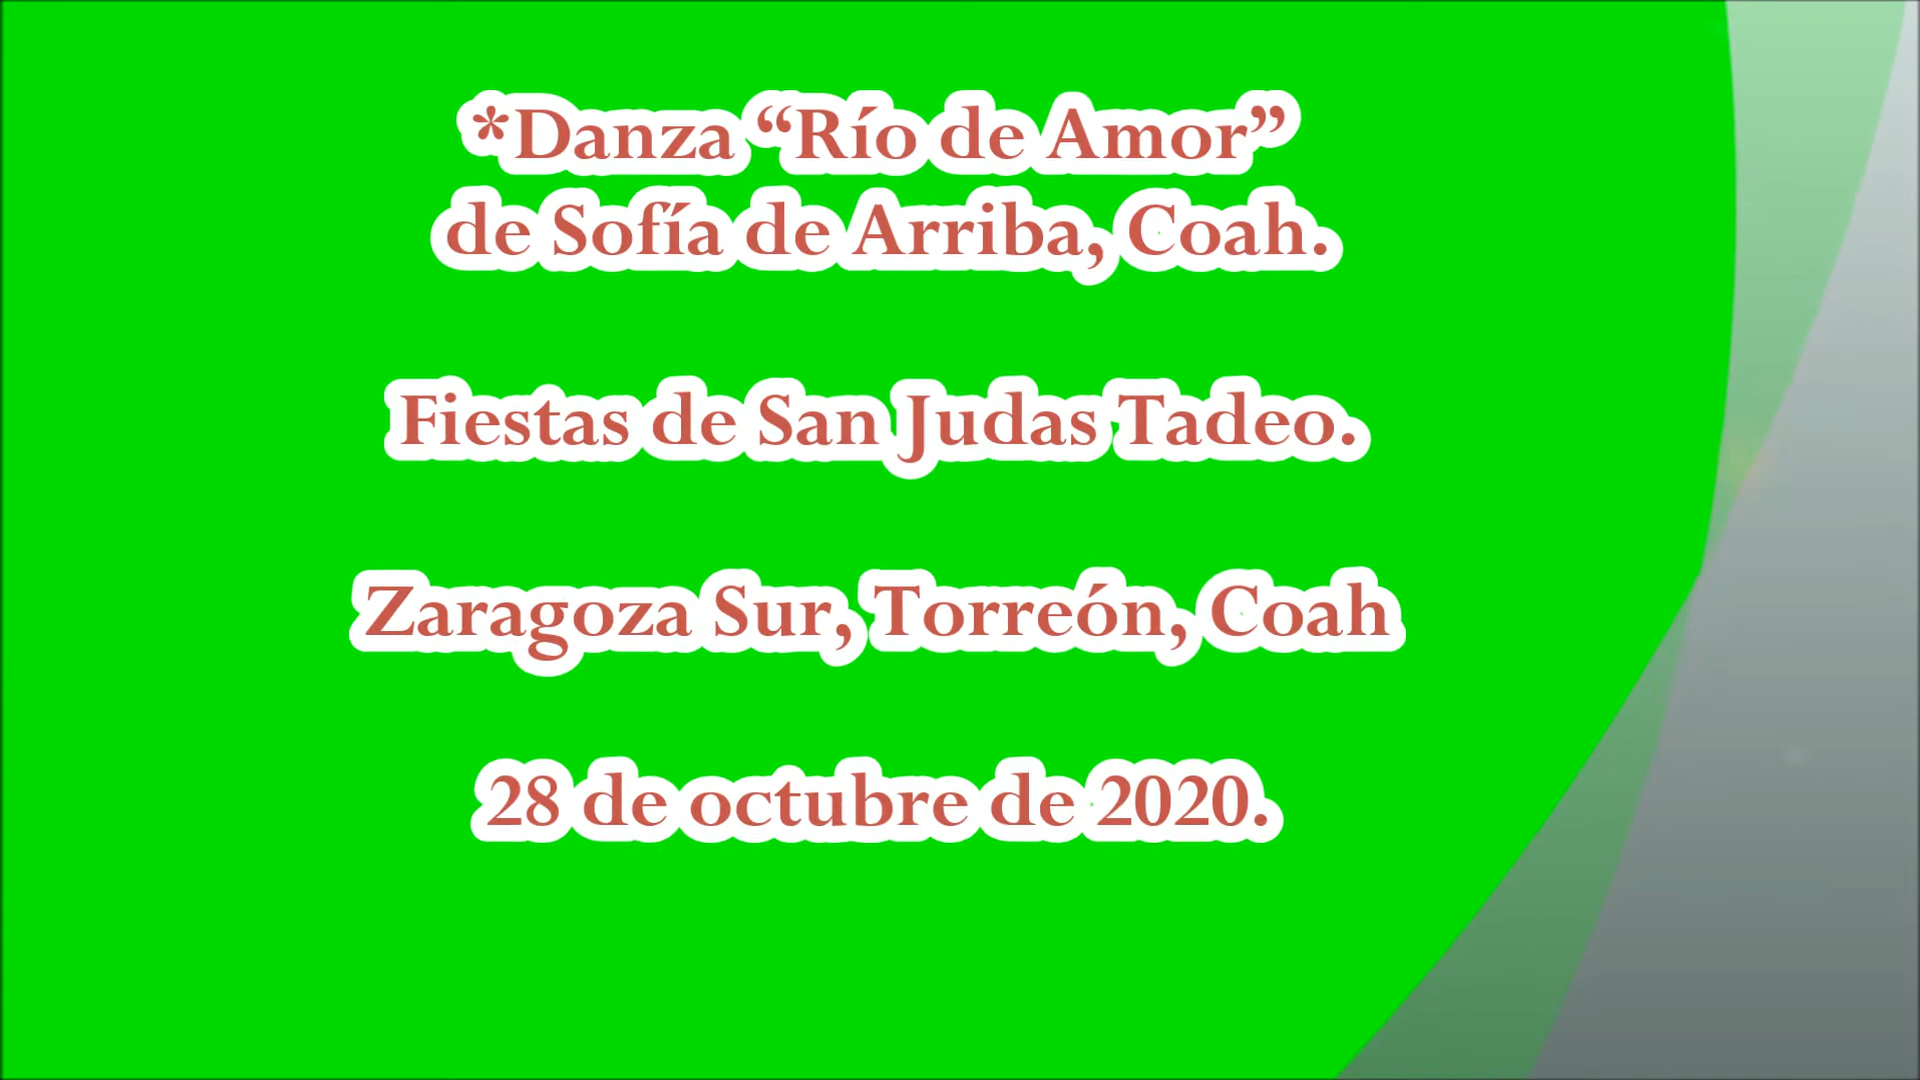 *Danza “Río de Amor”
de Sofía de Arriba, Coah.
Fiestas de San Judas Tadeo.
Zaragoza Sur, Torreón, Coah
28 de octubre de 2020.